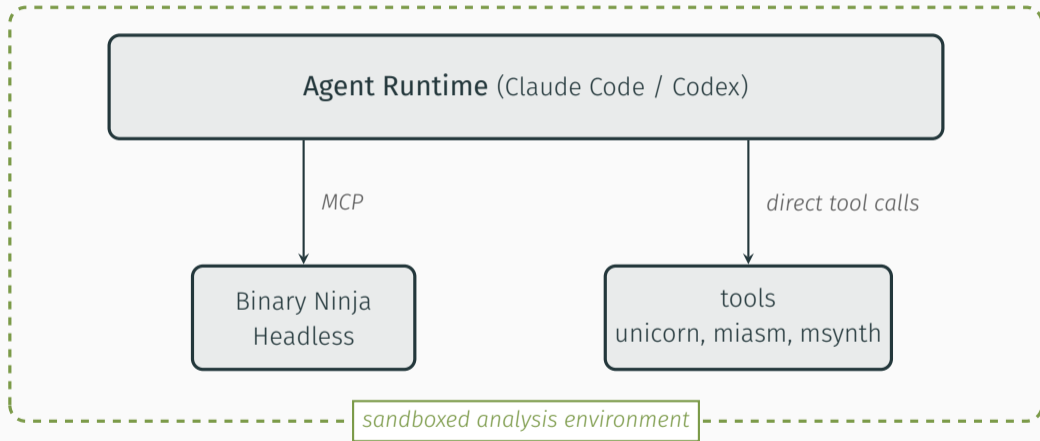 Agent Runtime (Claude Code / Codex)
MCP
direct tool calls
Binary Ninja
Headless
tools
unicorn, miasm, msynth
sandboxed analysis environment